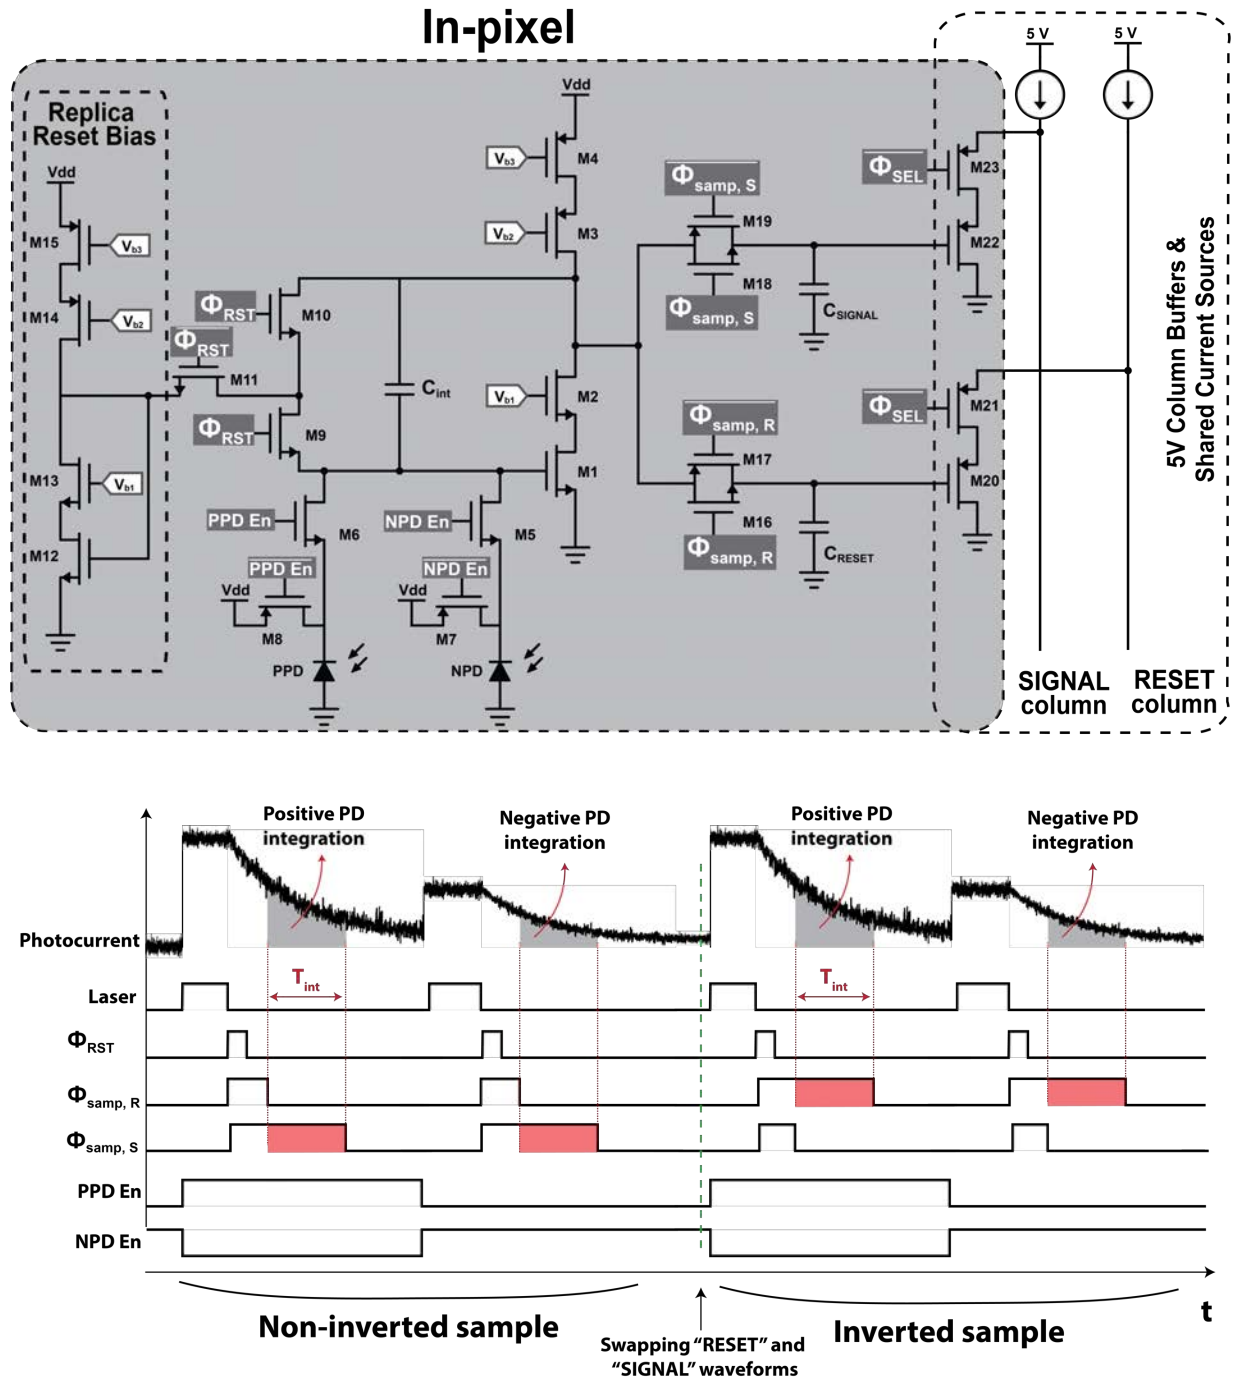 In-pixel
5 V
5 V
Replica
Reset Bias
Vdd
M15
Vb3
M14
Vb2
ΦRST
M11
M13
Vb1
M12
ΦRST
M10
ΦRST
M9
Cint
Vdd
Vb3
M4
Vb2
M3
Vb1
M2
M1
PPD En
M6
NPD En
M5
PPD En
Vdd
M8
PPD
NPD En
Vdd
M7
NPD
Φsamp, S
M19
M18
Φsamp, S
CSIGNAL
Φsamp, R
M17
M16
Φsamp, R
CRESET
ΦSEL
M23
M22
ΦSEL
M21
M20
5V Column Buffers &
Shared Current Sources
SIGNAL
column
RESET
column
Positive PD
integration
Negative PD
integration
Positive PD
integration
Negative PD
integration
Photocurrent
Tint
Tint
Laser
ΦRST
Φsamp, R
Φsamp, S
PPD En
NPD En
t
Non-inverted sample
Inverted sample
Swapping “RESET” and
“SIGNAL” waveforms